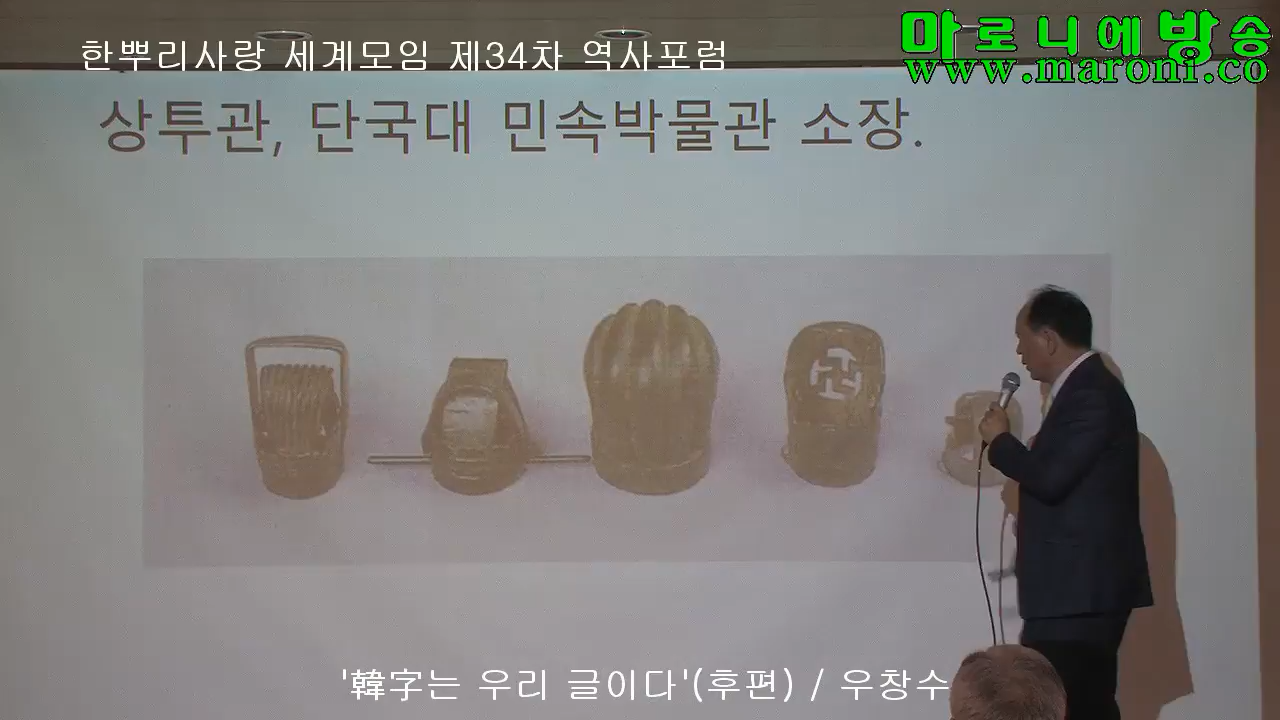 마로니에방송
한뿌리사랑 세계모임 제34차 역사포럼
www.maroni.co
상투관, 단국대 민속박물관 소장.
'韓字는 우리 글이다'(후편) / 우창수